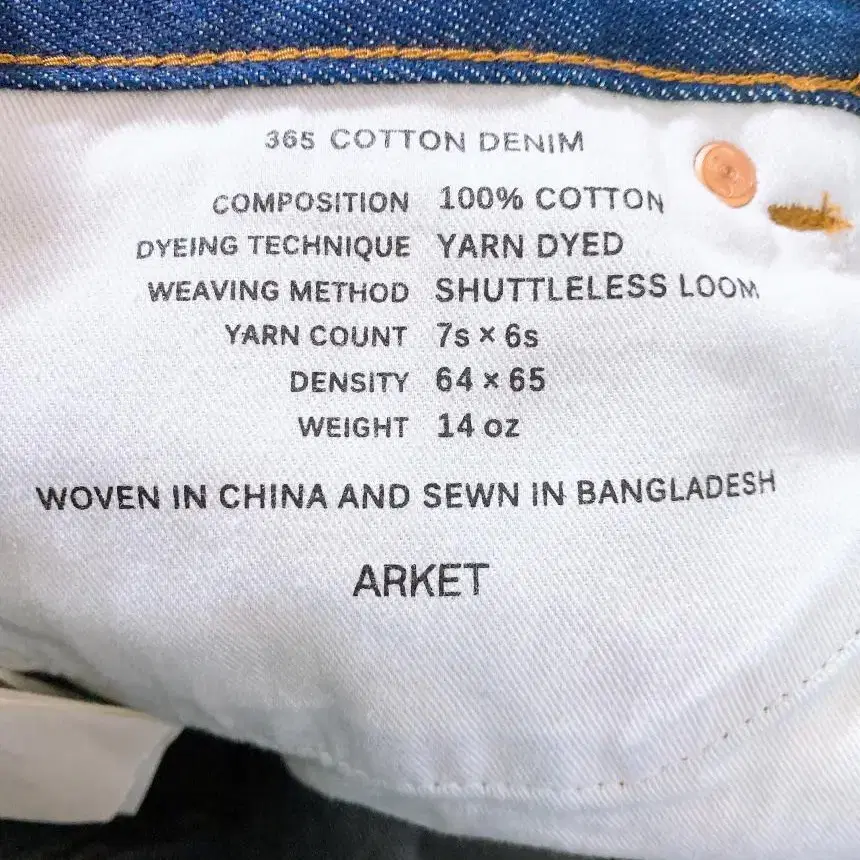 365 COTTON DENIM
COMPOSITION 100% COTTON
DYEING TECHNIQUE YARN DYED
WEAVING METHOD SHUTTLELESS LOOM
YARN COUNT 7s × 6s
DENSITY 64 × 65
WEIGHT 14 oz
WOVEN IN CHINA AND SEWN IN BANGLADESH
ARKET